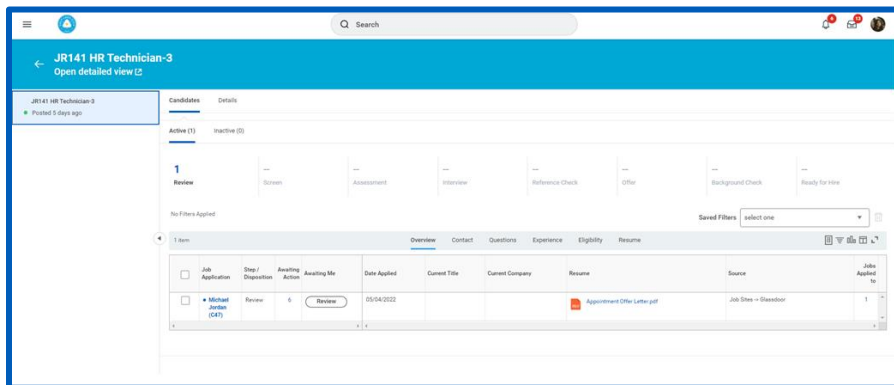 Search
4
13
JR141 HR Technician-3
Open detailed view
JR141 HR Technician-3
Posted 5 days ago
Candidates Details
Active (1) Inactive (0)
1 — — — — — — —
Review Screen Assessment Interview Reference Check Offer Background Check Ready for Hire
No Filters Applied
Saved Filters select one
1 item
Overview Contact Questions Experience Eligibility Resume
Job Application Step / Disposition Awaiting Action Awaiting Me Date Applied Current Title Current Company Resume Source Jobs Applied to
Michael Jordan (C47) Review 6 Review 05/04/2022 Appointment Offer Letter.pdf Job Sites -> Glassdoor 1